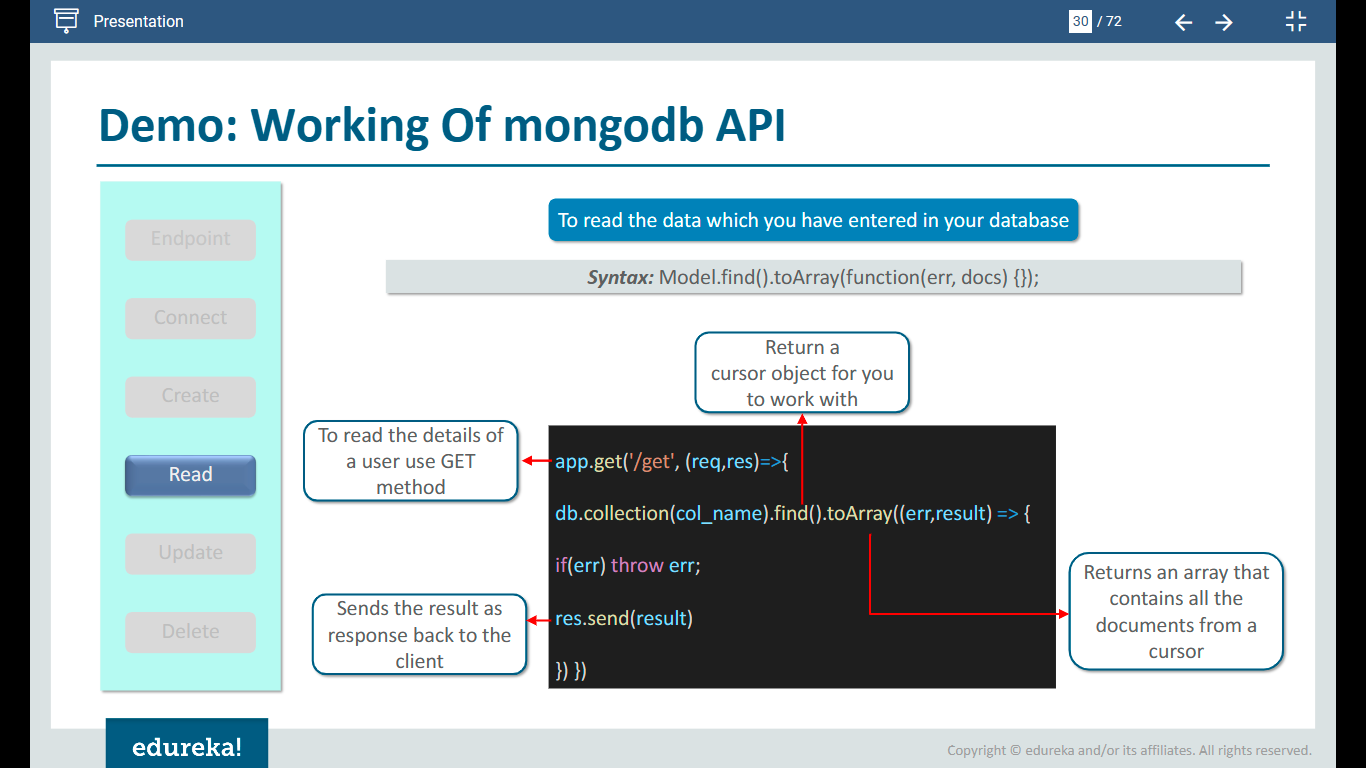 Presentation
30 / 72
Demo: Working Of mongodb API
Endpoint
Connect
Create
Read
Update
Delete
To read the data which you have entered in your database
Syntax: Model.find().toArray(function(err, docs) {});
Return a
cursor object for you
to work with
To read the details of
a user use GET
method
app.get('/get', (req,res)=>{
db.collection(col_name).find().toArray((err,result) => {
if(err) throw err;
res.send(result)
}) })
Sends the result as
response back to the
client
Returns an array that
contains all the
documents from a
cursor
edureka!
Copyright © edureka and/or its affiliates. All rights reserved.